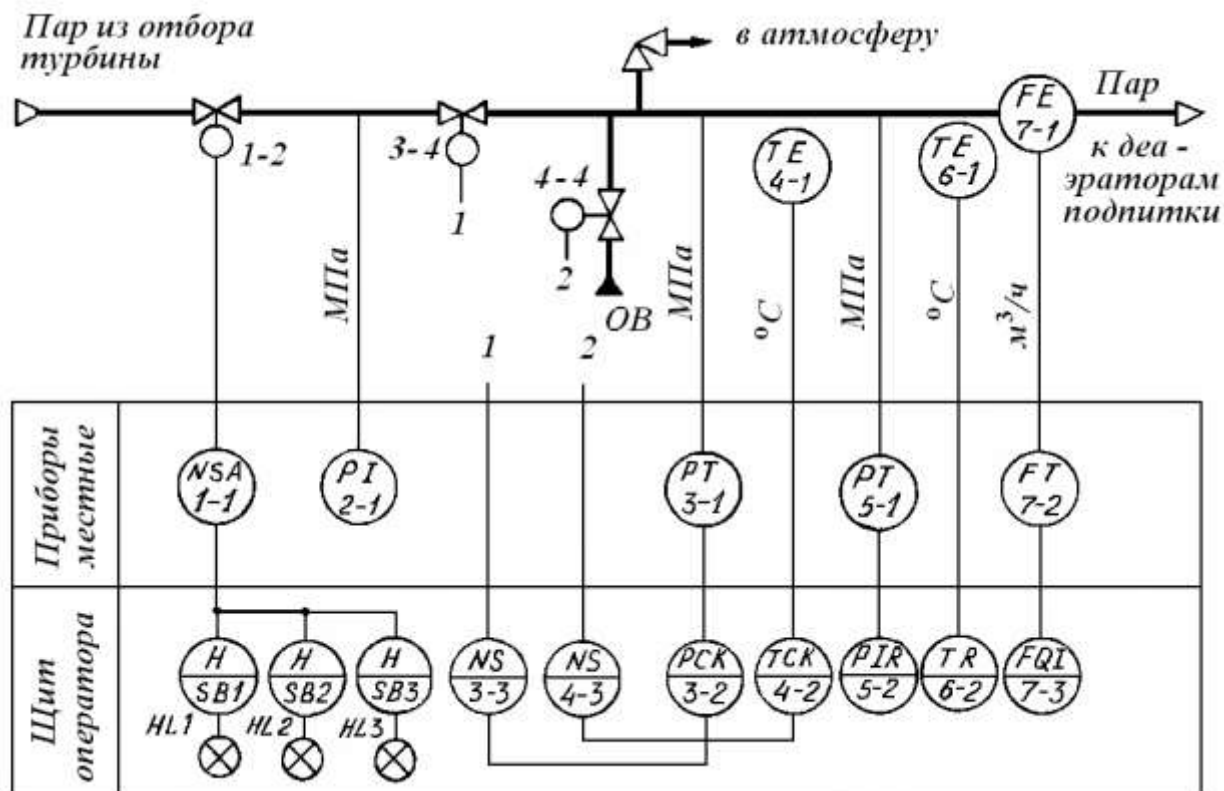 Пар из отбора
турбины
в атмосферу
FE
7-1
Пар
к деа -
эраторам
подпитки
1-2
3-4
1
4-4
2
ОВ
TE
4-1
TE
6-1
МПа
МПа
°C
МПа
°C
м³/ч
1
2
Приборы
местные
NSA
1-1
PI
2-1
PT
3-1
PT
5-1
FT
7-2
Щит
оператора
H
SB1
H
SB2
H
SB3
NS
3-3
NS
4-3
PCK
3-2
TCK
4-2
PIR
5-2
TR
6-2
FQI
7-3
HL1
HL2
HL3